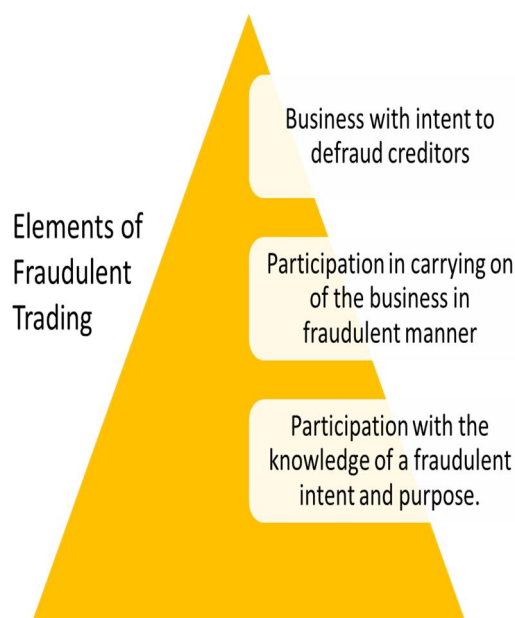 Elements of
Fraudulent
Trading
Business with intent to
defraud creditors
Participation in carrying on
of the business in
fraudulent manner
Participation with the
knowledge of a fraudulent
intent and purpose.